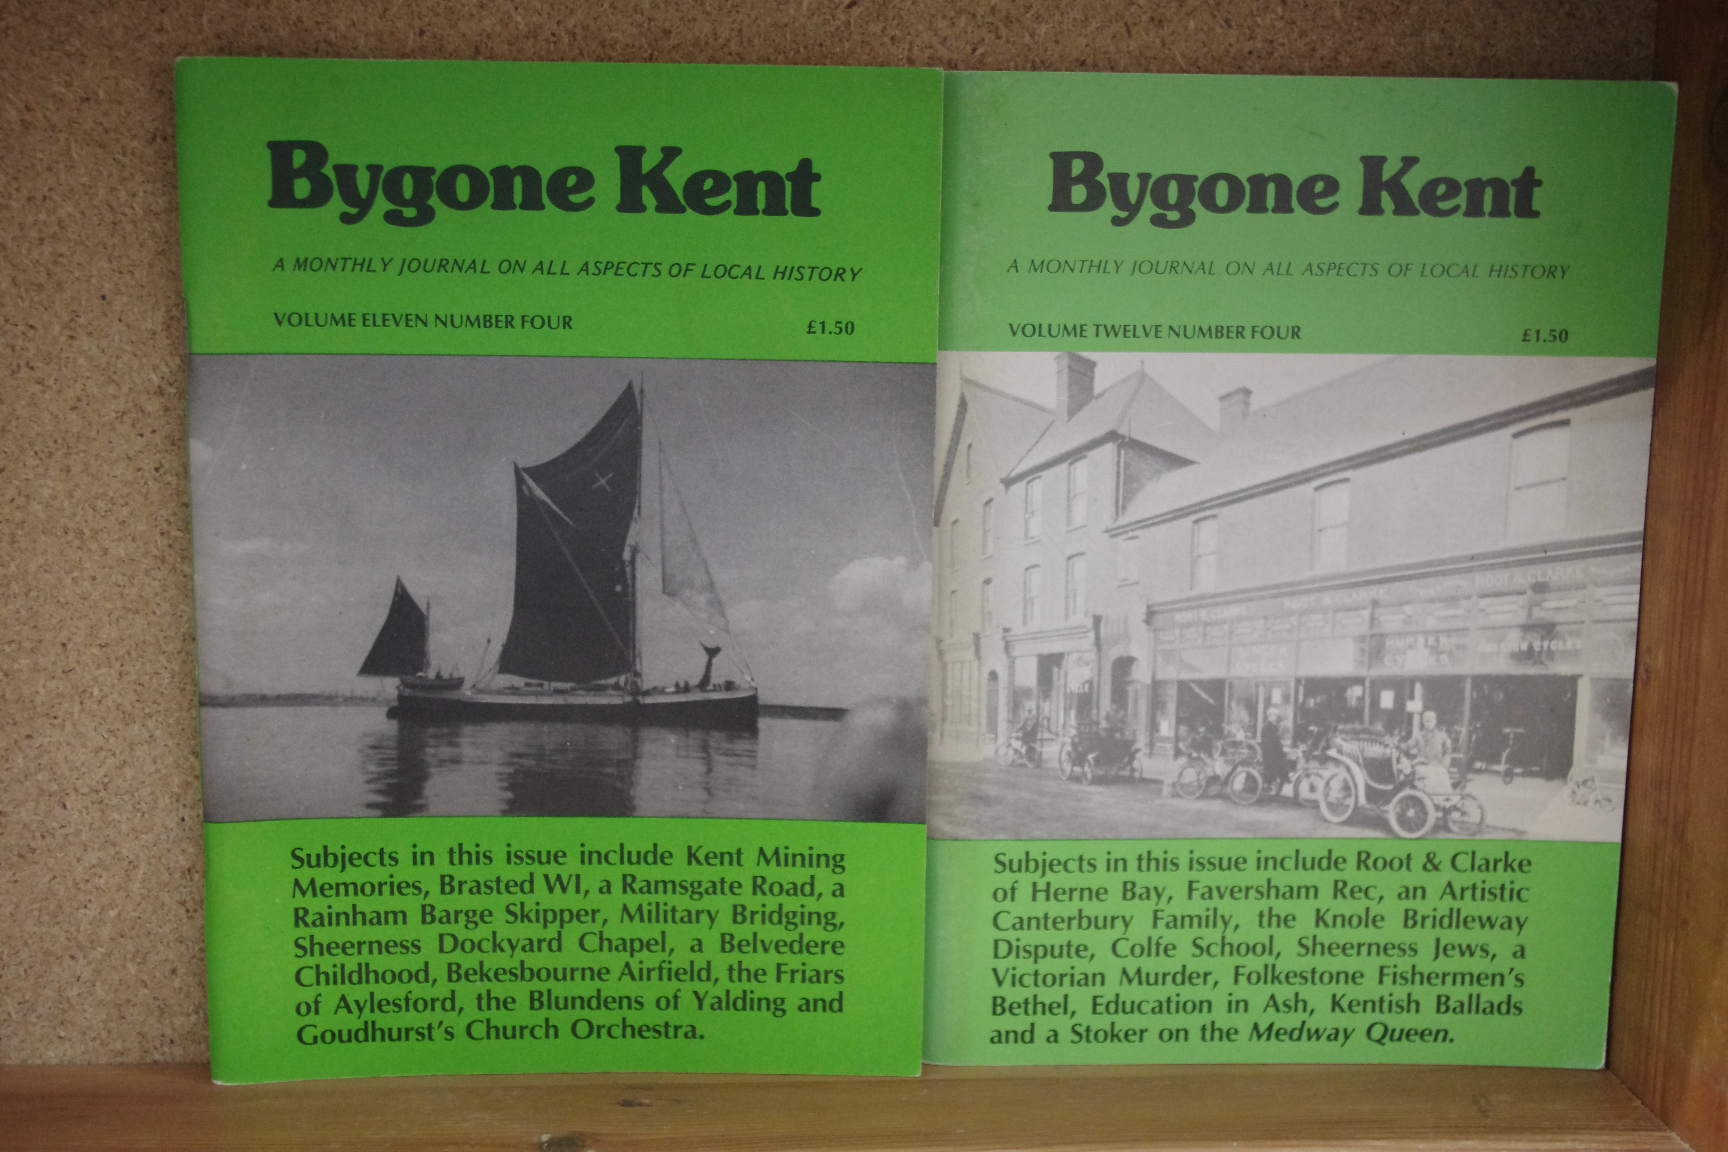 Bygone Kent
A MONTHLY JOURNAL ON ALL ASPECTS OF LOCAL HISTORY
VOLUME ELEVEN NUMBER FOUR £1.50
Subjects in this issue include Kent Mining
Memories, Brasted WI, a Ramsgate Road, a
Rainham Barge Skipper, Military Bridging,
Sheerness Dockyard Chapel, a Belvedere
Childhood, Bekesbourne Airfield, the Friars
of Aylesford, the Blundens of Yalding and
Goudhurst's Church Orchestra.
Bygone Kent
A MONTHLY JOURNAL ON ALL ASPECTS OF LOCAL HISTORY
VOLUME TWELVE NUMBER FOUR £1.50
ROOT & CLARKE
CYCLES
Subjects in this issue include Root & Clarke
of Herne Bay, Faversham Rec, an Artistic
Canterbury Family, the Knole Bridleway
Dispute, Colfe School, Sheerness Jews, a
Victorian Murder, Folkestone Fishermen's
Bethel, Education in Ash, Kentish Ballads
and a Stoker on the Medway Queen.